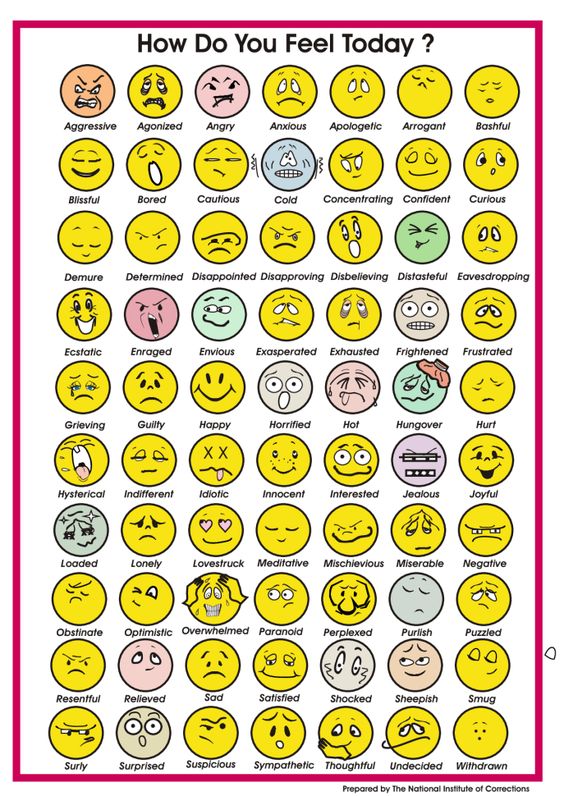 How Do You Feel Today ?
Aggressive Agonized Angry Anxious Apologetic Arrogant Bashful
Blissful Bored Cautious Cold Concentrating Confident Curious
Demure Determined Disappointed Disapproving Disbelieving Distasteful Eavesdropping
Ecstatic Enraged Envious Exasperated Exhausted Frightened Frustrated
Grieving Guilty Happy Horrified Hot Hungover Hurt
Hysterical Indifferent Idiotic Innocent Interested Jealous Joyful
Loaded Lonely Lovestruck Meditative Mischievious Miserable Negative
Obstinate Optimistic Overwhelmed Paranoid Perplexed Purlish Puzzled
Resentful Relieved Sad Satisfied Shocked Sheepish Smug
Surly Surprised Suspicious Sympathetic Thoughtful Undecided Withdrawn
Prepared by The National Institute of Corrections